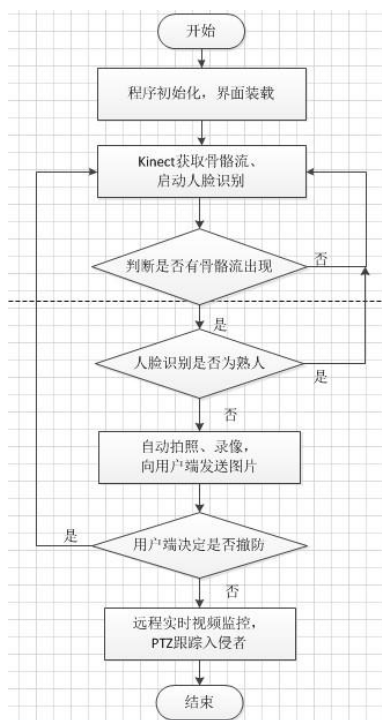 开始
程序初始化，界面装载
Kinect获取骨骼流、
启动人脸识别
判断是否有骨骼流出现
否
是
人脸识别是否为熟人
是
否
自动拍照、录像，
向用户端发送图片
是
用户端决定是否撤防
否
远程实时视频监控，
PTZ跟踪入侵者
结束